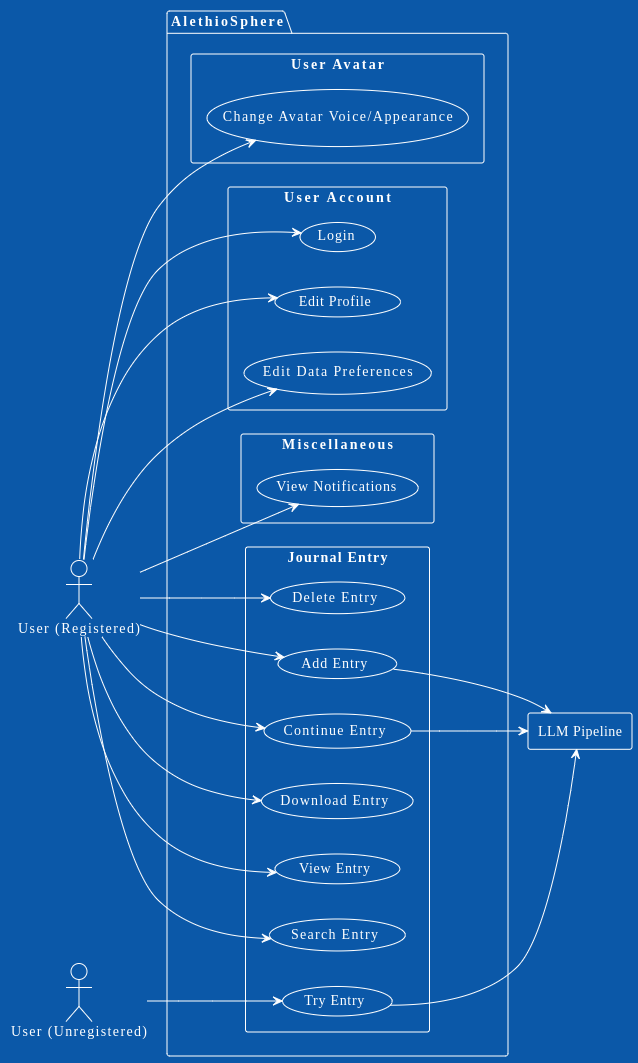 AlethioSphere
User Avatar
Change Avatar Voice/Appearance
User Account
Login
Edit Profile
Edit Data Preferences
Miscellaneous
View Notifications
Journal Entry
Delete Entry
User (Registered)
Add Entry
Continue Entry
LLM Pipeline
Download Entry
View Entry
Search Entry
Try Entry
User (Unregistered)